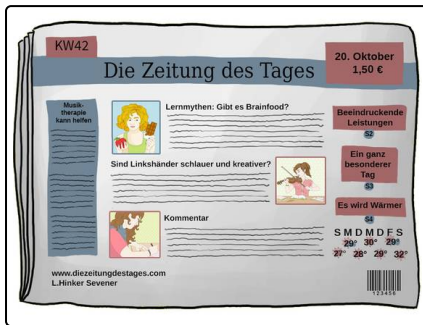 KW42
20. Oktober
1,50 €
Die Zeitung des Tages
Musik-
therapie
kann helfen
Lernmythen: Gibt es Brainfood?
Sind Linkshänder schlauer und kreativer?
Kommentar
Beeindruckende
Leistungen
S2
Ein ganz
besonderer
Tag
S3
Es wird Wärmer
S4
S M D M D F S
29° 30° 29°
27° 28° 29° 32°
www.diezeitungdestages.com
L.Hinker Sevener
123456